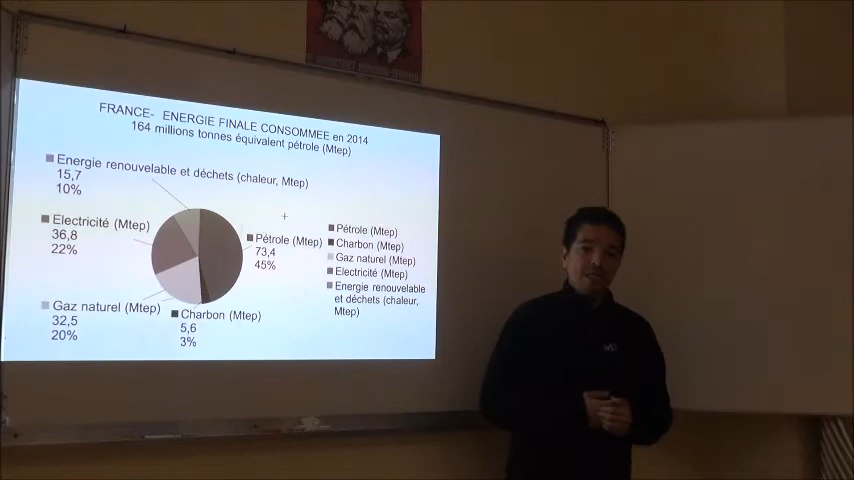 FRANCE- ENERGIE FINALE CONSOMMEE en 2014
164 millions tonnes équivalent pétrole (Mtep)
Energie renouvelable et déchets (chaleur, Mtep)
15,7
10%
Electricité (Mtep)
36,8
22%
Gaz naturel (Mtep)
32,5
20%
Charbon (Mtep)
5,6
3%
Pétrole (Mtep)
73,4
45%
Pétrole (Mtep)
Charbon (Mtep)
Gaz naturel (Mtep)
Electricité (Mtep)
Energie renouvelable
et déchets (chaleur,
Mtep)